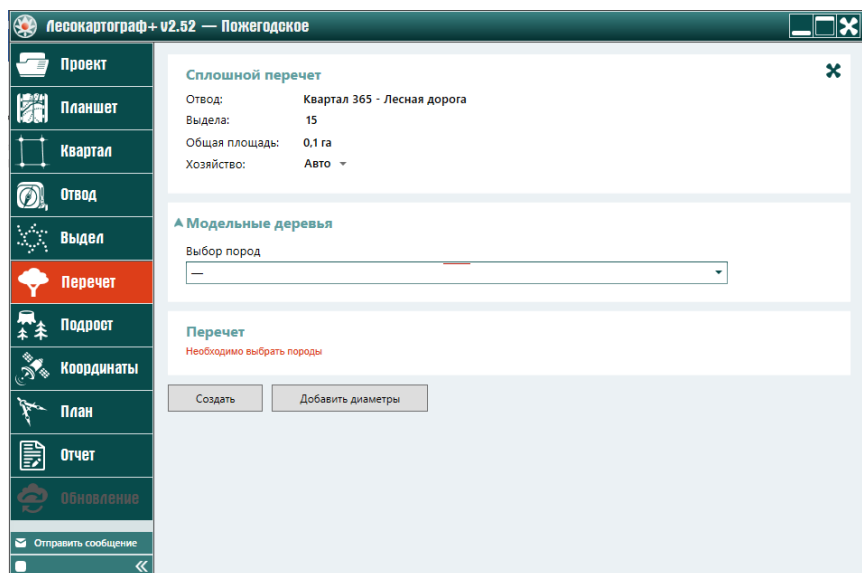 Лесокартограф+ v2.52 — Пожегодское
Проект
Планшет
Квартал
Отвод
Выдел
Перечет
Подрост
Координаты
План
Отчет
Обновление
Отправить сообщение
Сплошной перечет
Отвод: Квартал 365 - Лесная дорога
Выдела: 15
Общая площадь: 0,1 га
Хозяйство: Авто
Модельные деревья
Выбор пород
—
Перечет
Необходимо выбрать породы
Создать Добавить диаметры